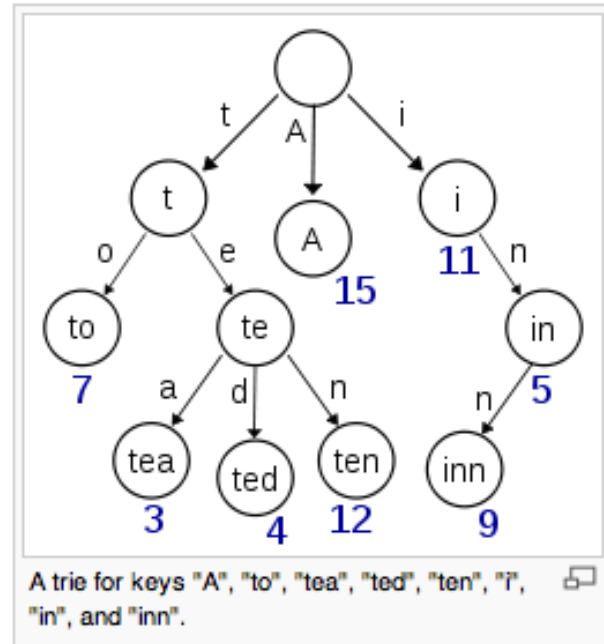 t
A
i
t
i
A
11
n
15
o
e
to
te
in
7
5
a
d
n
n
tea
ted
ten
inn
3
4
12
9
A trie for keys "A", "to", "tea", "ted", "ten", "i",
"in", and "inn".